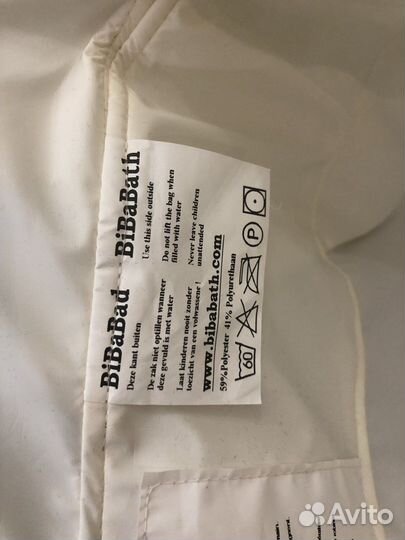 BiBaBad BiBaBath
Deze kant buiten
Use this side outside
De zak niet optillen wanneer
deze gevuld is met water
Do not lift the bag when
filled with water
Laat kinderen nooit zonder
toezicht van een volwassene !
Never leave children
unattended
www.bibabath.com
59%Polyester 41% Polyurethaan
60
P
Avito